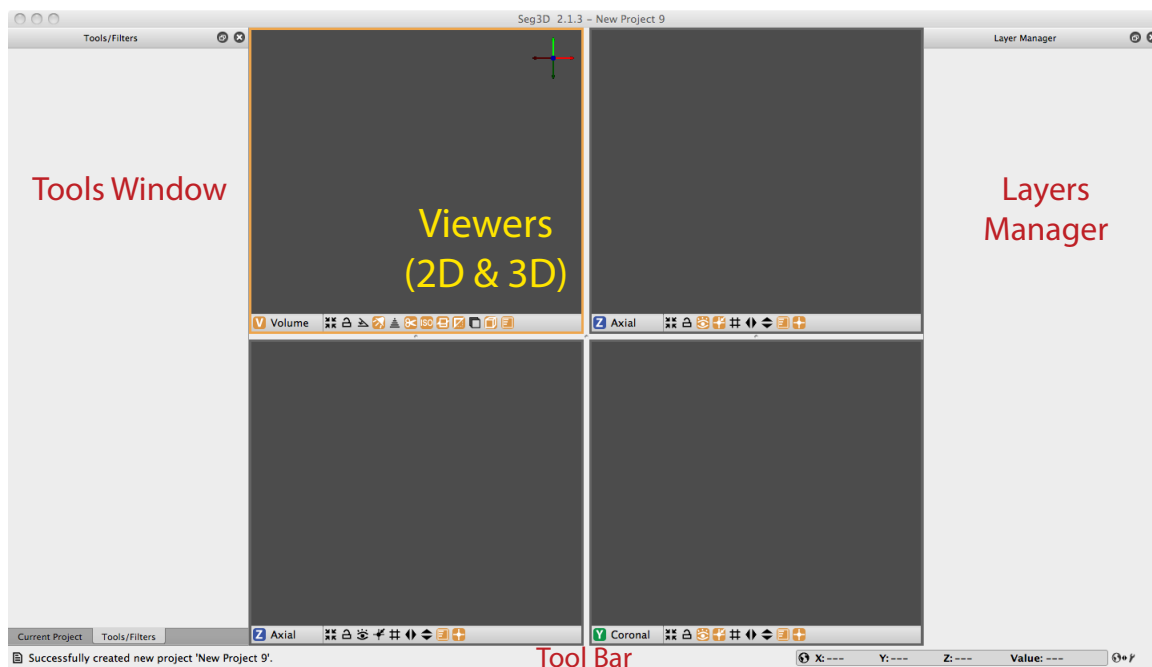 Seg3D 2.1.3 – New Project 9
Tools/Filters
Layer Manager
Tools Window
Viewers
(2D & 3D)
Layers
Manager
V Volume
ISO
Z Axial
Z Axial
Y Coronal
Current Project Tools/Filters
Successfully created new project 'New Project 9'.
Tool Bar
X: --- Y: --- Z: --- Value: ---